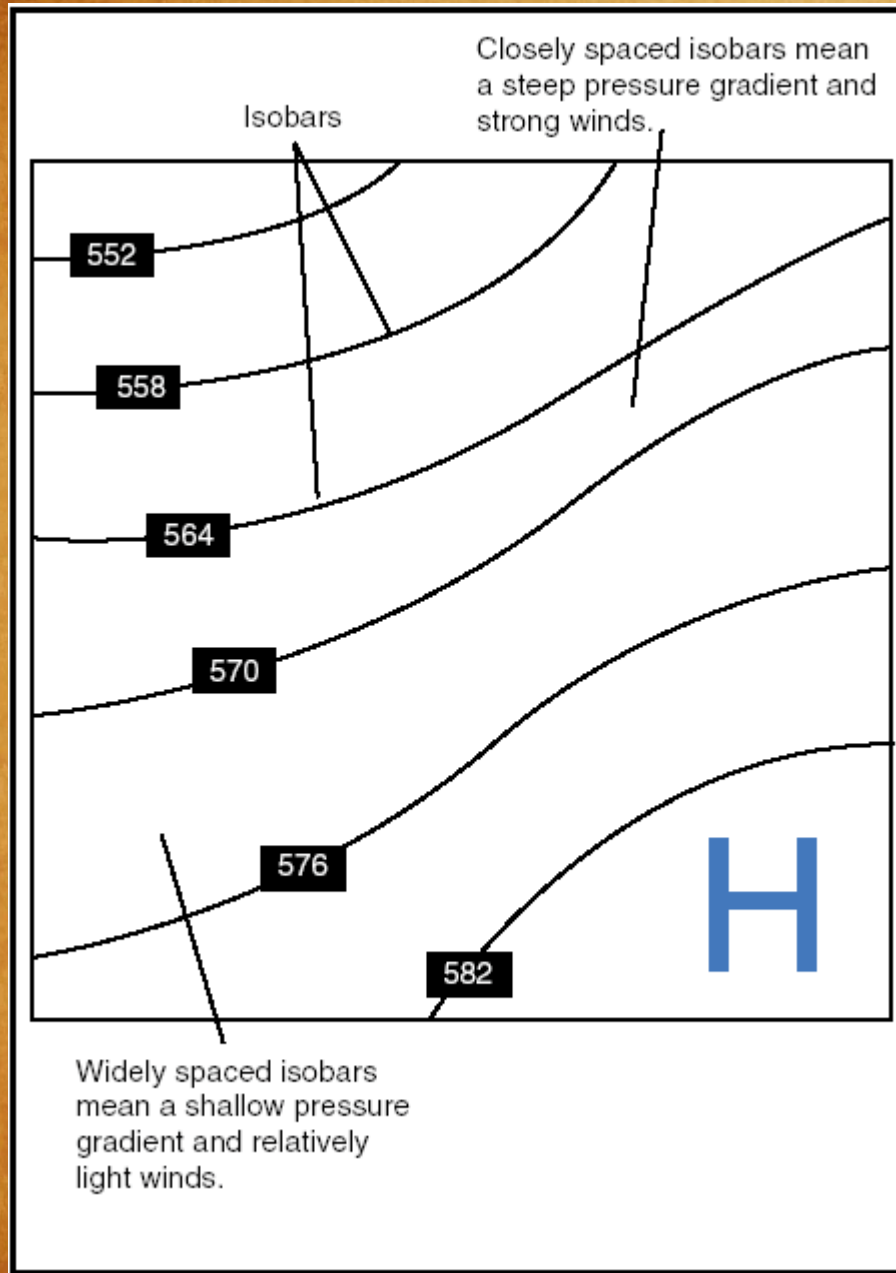 Closely spaced isobars mean
a steep pressure gradient and
strong winds.
Isobars
552
558
564
570
576
582
H
Widely spaced isobars
mean a shallow pressure
gradient and relatively
light winds.